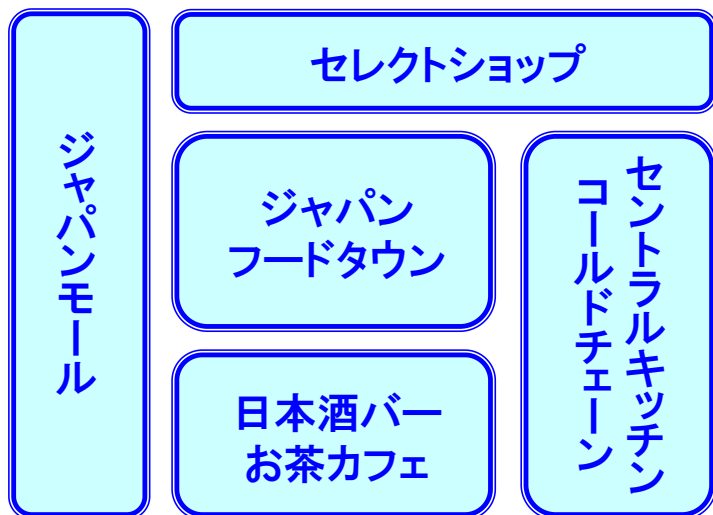 ジャパンモール
セレクトショップ
ジャパン
フードタウン
日本酒バー
お茶カフェ
セントラルキッチン
コールドチェーン